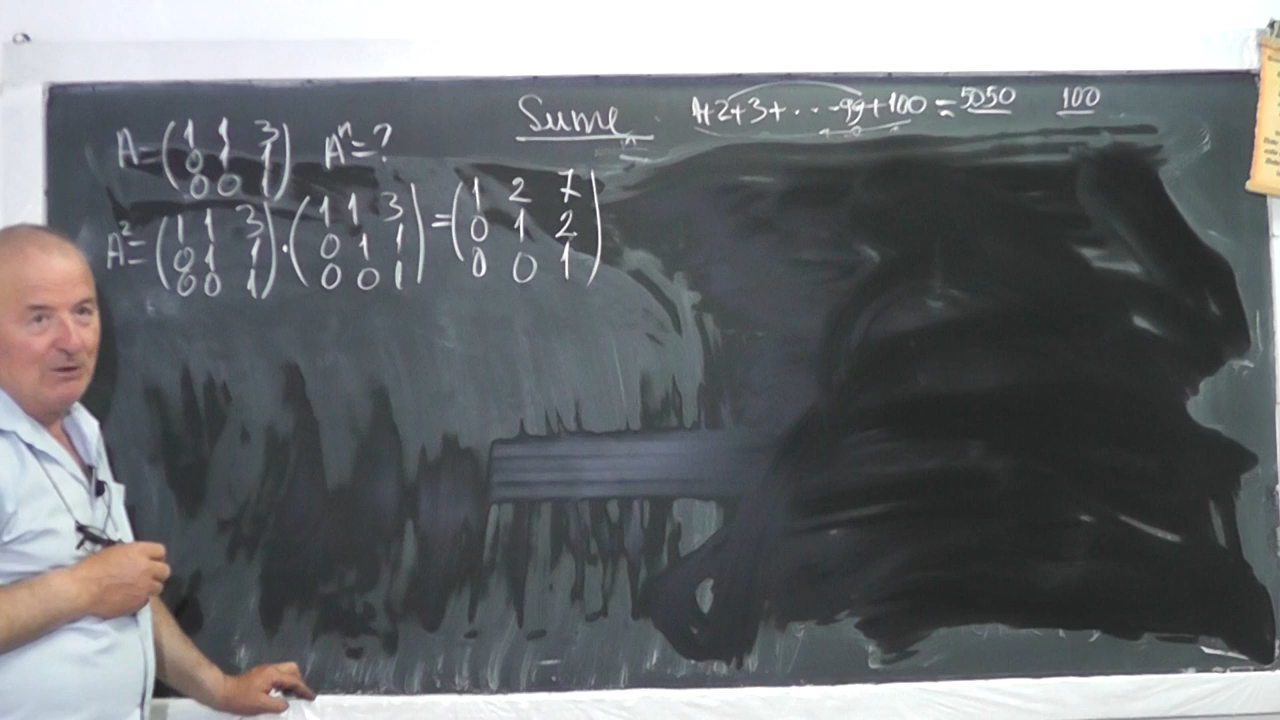 Sume
1+2+3+...+99+100=5050 100
A=(1 1 3
0 1 1
0 0 1) Aⁿ=?
A²=(1 1 3
0 1 1
0 0 1)·(1 1 3
0 1 1
0 0 1)=(1 2 7
0 1 2
0 0 1)